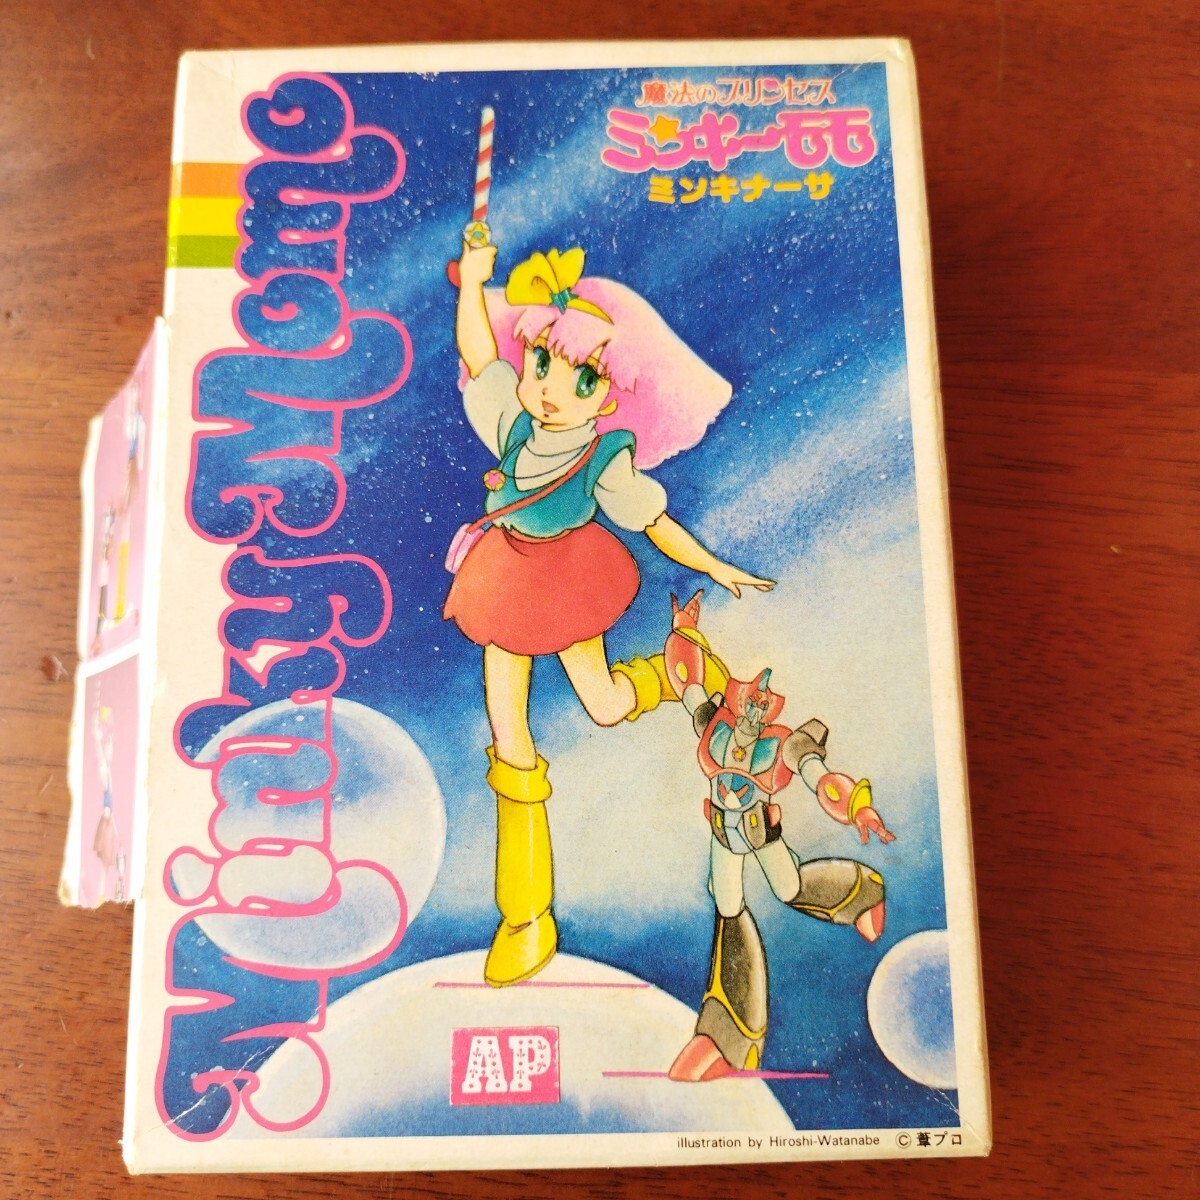 魔法のプリンセス
ミンキーモモ
ミンキナーサ
Minky Momo
AP
illustration by Hiroshi-Watanabe © 葦プロ